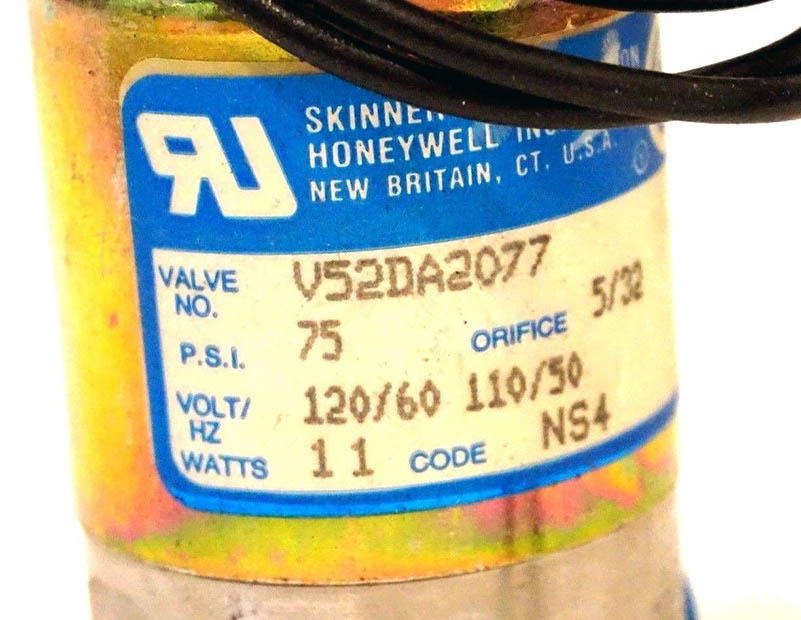 SKINNER
HONEYWELL INC.
NEW BRITAIN, CT. U.S.A.
VALVE NO. V52DA2077
P.S.I. 75 ORIFICE 5/32
VOLT/HZ 120/60 110/50
WATTS 11 CODE NS4